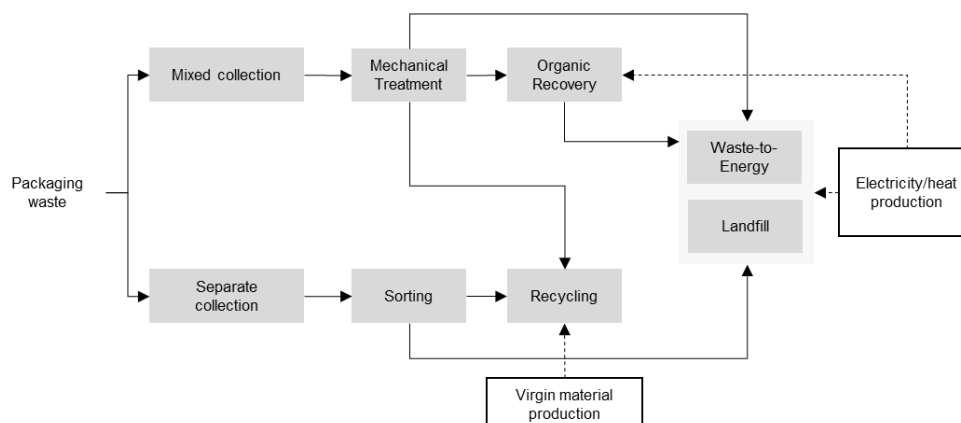 Mixed collection
Mechanical
Treatment
Organic
Recovery
Waste-to-
Energy
Landfill
Electricity/heat
production
Packaging
waste
Separate
collection
Sorting
Recycling
Virgin material
production